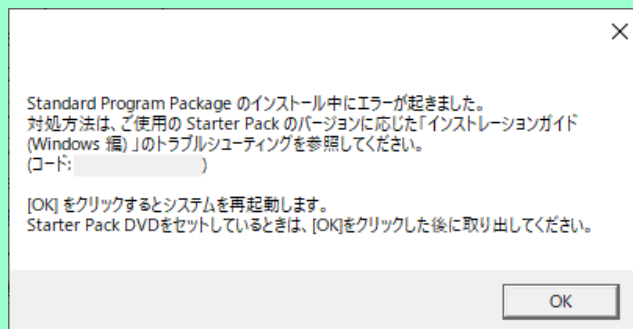 Standard Program Package のインストール中にエラーが起きました。
対処方法は、ご使用の Starter Pack のバージョンに応じた「インストレーションガイド
(Windows 編) 」のトラブルシューティングを参照してください。
(コード: )
[OK] をクリックするとシステムを再起動します。
Starter Pack DVDをセットしているときは、[OK]をクリックした後に取り出してください。
OK